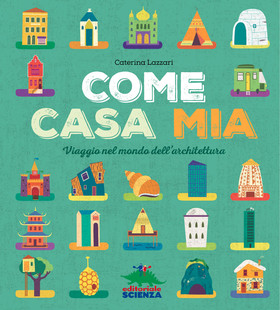 Caterina Lazzari
COME
CASA MIA
Viaggio nel mondo dell'architettura
editoriale
SCIENZA